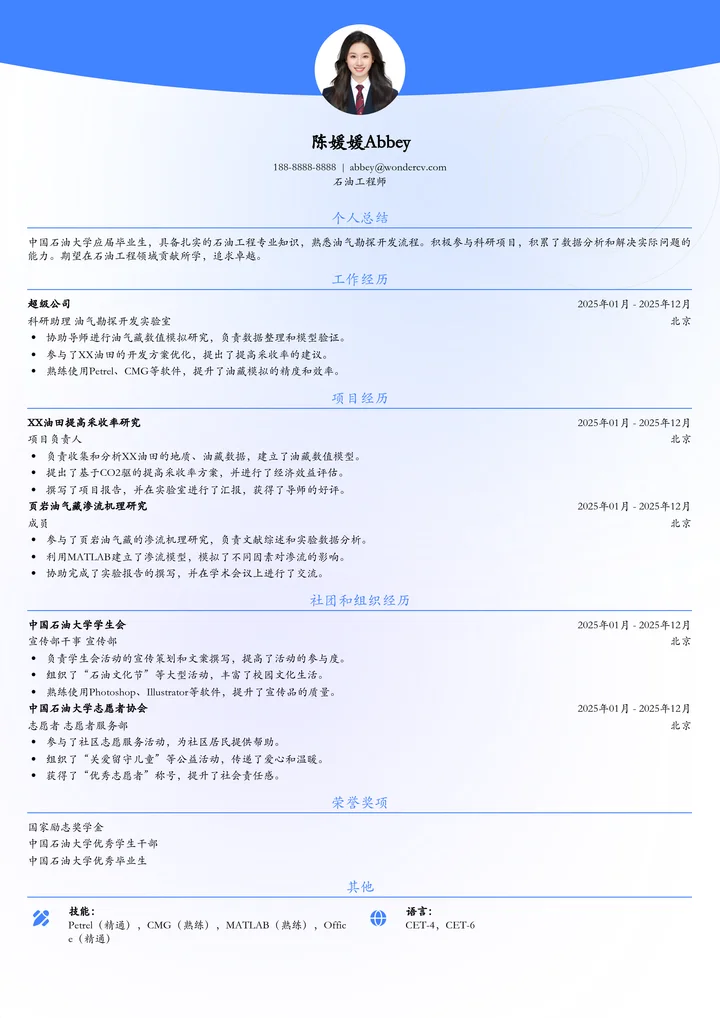 陈媛媛Abbey
188-8888-8888 | abbey@wondercv.com
石油工程师
个人总结
中国石油大学应届毕业生，具备扎实的石油工程专业知识，熟悉油气勘探开发流程。积极参与科研项目，积累了数据分析和解决实际问题的
能力。期望在石油工程领域贡献所学，追求卓越。
工作经历
超级公司 2025年01月 - 2025年12月
科研助理 油气勘探开发实验室 北京
• 协助导师进行油气藏数值模拟研究，负责数据整理和模型验证。
• 参与了XX油田的开发方案优化，提出了提高采收率的建议。
• 熟练使用Petrel、CMG等软件，提升了油藏模拟的精度和效率。
项目经历
XX油田提高采收率研究 2025年01月 - 2025年12月
项目负责人 北京
• 负责收集和分析XX油田的地质、油藏数据，建立了油藏数值模型。
• 提出了基于CO2驱的提高采收率方案，并进行了经济效益评估。
• 撰写了项目报告，并在实验室进行了汇报，获得了导师的好评。
页岩油气藏渗流机理研究 2025年01月 - 2025年12月
成员 北京
• 参与了页岩油气藏的渗流机理研究，负责文献综述和实验数据分析。
• 利用MATLAB建立了渗流模型，模拟了不同因素对渗流的影响。
• 协助完成了实验报告的撰写，并在学术会议上进行了交流。
社团和组织经历
中国石油大学学生会 2025年01月 - 2025年12月
宣传部干事 宣传部 北京
• 负责学生会活动的宣传策划和文案撰写，提高了活动的参与度。
• 组织了“石油文化节”等大型活动，丰富了校园文化生活。
• 熟练使用Photoshop、Illustrator等软件，提升了宣传品的质量。
中国石油大学志愿者协会 2025年01月 - 2025年12月
志愿者 志愿者服务部 北京
• 参与了社区志愿服务活动，为社区居民提供帮助。
• 组织了“关爱留守儿童”等公益活动，传递了爱心和温暖。
• 获得了“优秀志愿者”称号，提升了社会责任感。
荣誉奖项
国家励志奖学金
中国石油大学优秀学生干部
中国石油大学优秀毕业生
其他
技能：
Petrel（精通）, CMG（熟练）, MATLAB（熟练）, Offic
e（精通）
语言：
CET-4，CET-6